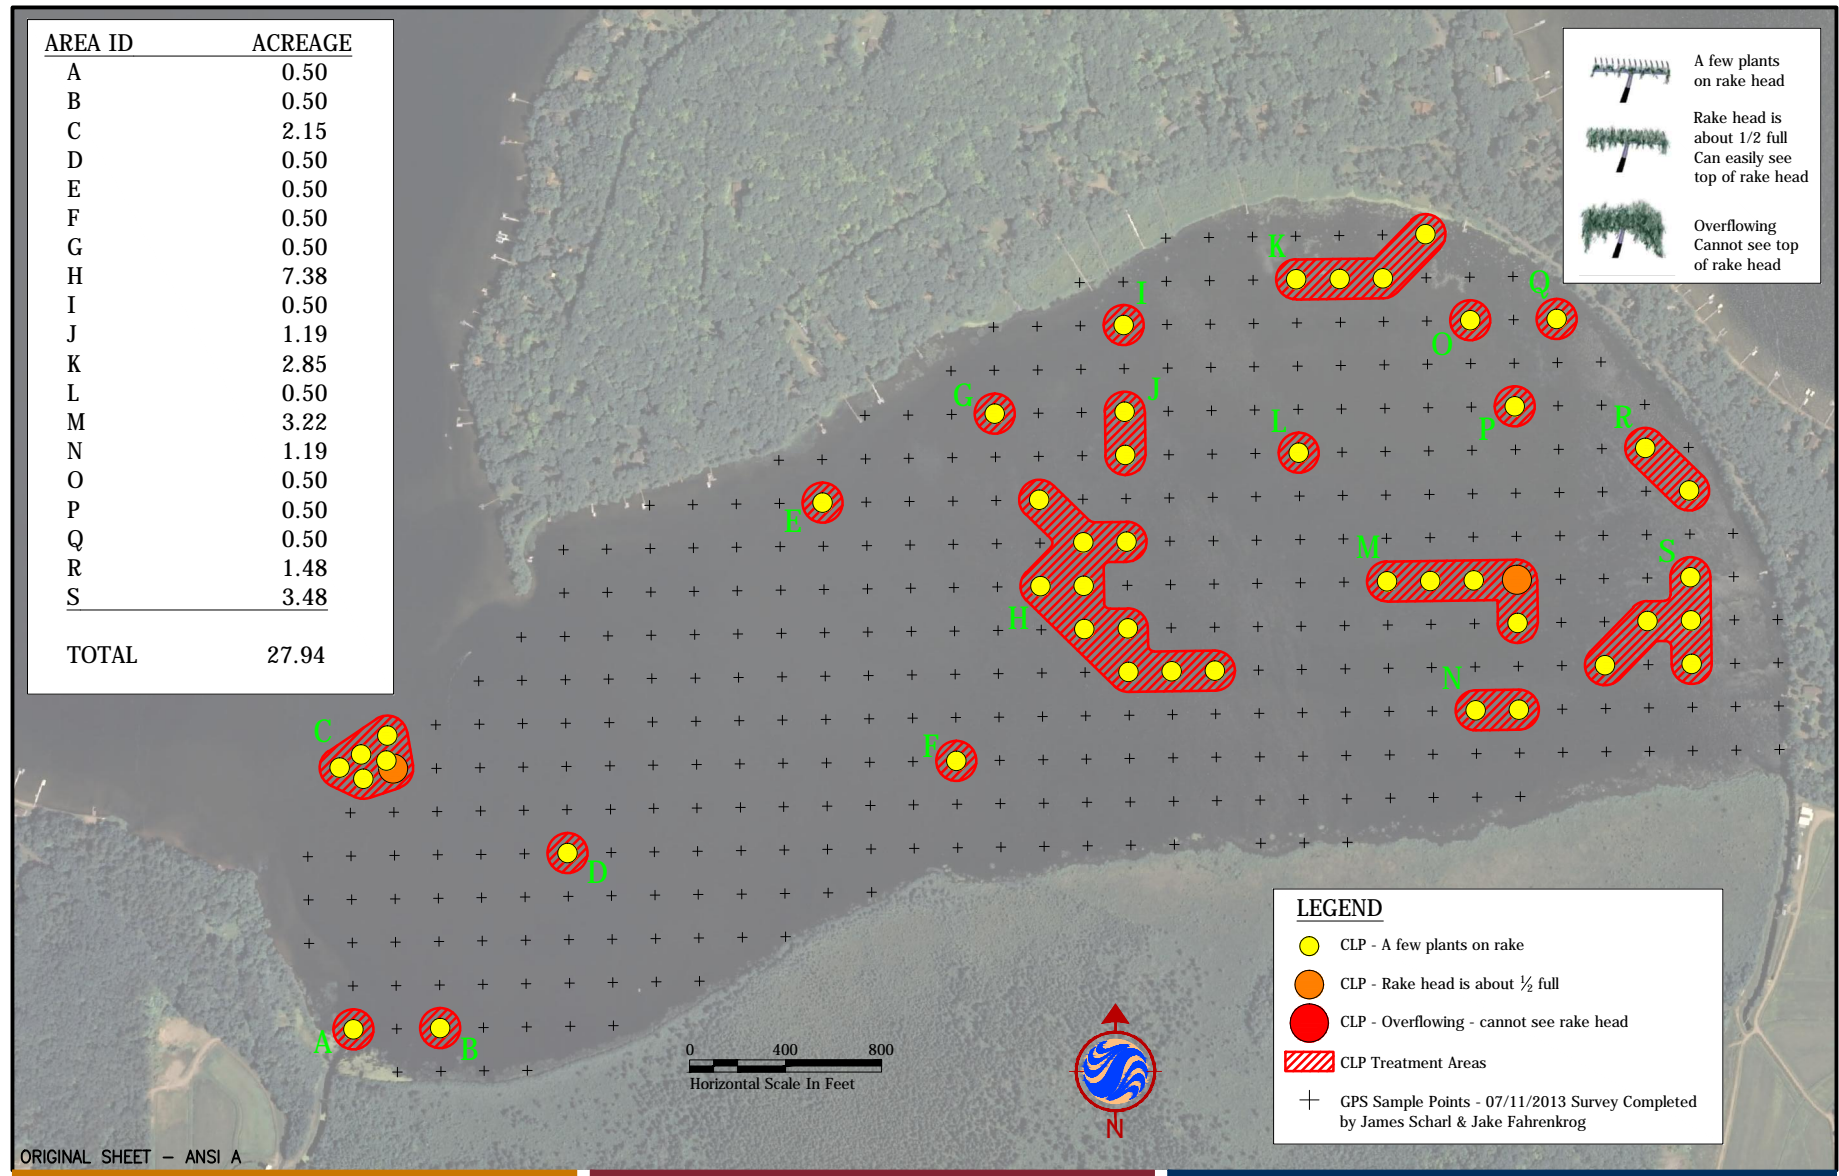 AREA ID ACREAGE
A 0.50
B 0.50
C 2.15
D 0.50
E 0.50
F 0.50
G 0.50
H 7.38
I 0.50
J 1.19
K 2.85
L 0.50
M 3.22
N 1.19
O 0.50
P 0.50
Q 0.50
R 1.48
S 3.48
TOTAL 27.94
A few plants
on rake head
Rake head is
about 1/2 full
Can easily see
top of rake head
Overflowing
Cannot see top
of rake head
K
I
Q
O
G
J
L
P
R
E
M
S
H
N
C
F
D
A
B
0 400 800
Horizontal Scale In Feet
N
LEGEND
CLP - A few plants on rake
CLP - Rake head is about ½ full
CLP - Overflowing - cannot see rake head
CLP Treatment Areas
GPS Sample Points - 07/11/2013 Survey Completed
by James Scharl & Jake Fahrenkrog
ORIGINAL SHEET - ANSI A